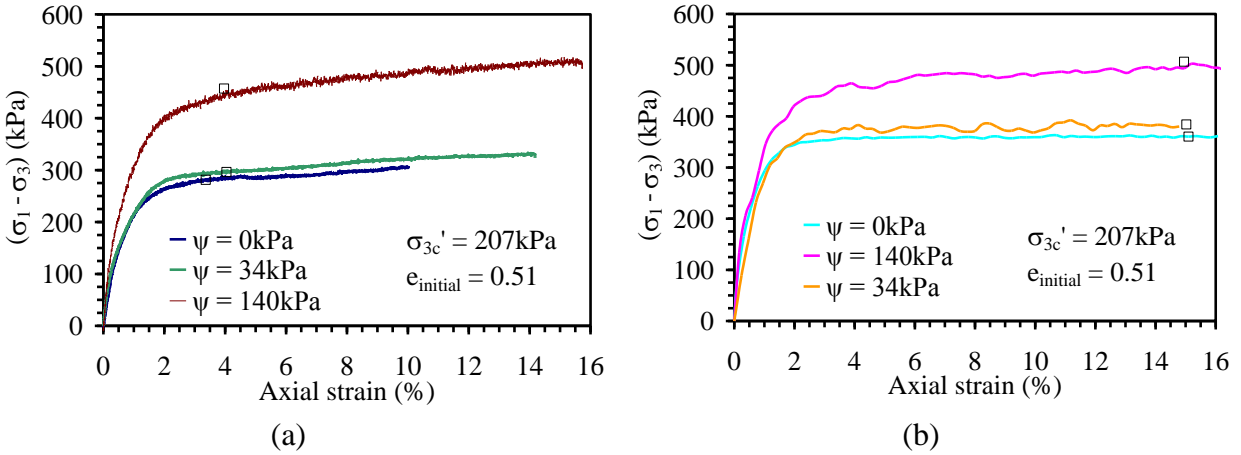 600
500
400
300
200
100
0
(σ₁ - σ₃) (kPa)
ψ = 0kPa
ψ = 34kPa
ψ = 140kPa
σ₃c' = 207kPa
e_initial = 0.51
0 2 4 6 8 10 12 14 16
Axial strain (%)
(a)
600
500
400
300
200
100
0
(σ₁ - σ₃) (kPa)
ψ = 0kPa
ψ = 140kPa
ψ = 34kPa
σ₃c' = 207kPa
e_initial = 0.51
0 2 4 6 8 10 12 14 16
Axial strain (%)
(b)